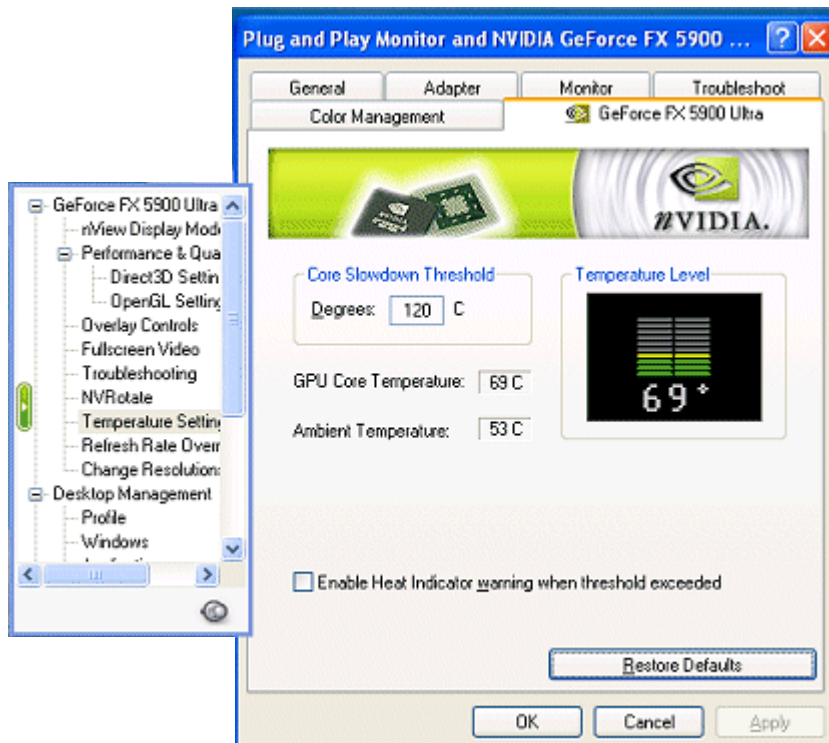 Plug and Play Monitor and NVIDIA GeForce FX 5900 ...
General Adapter Monitor Troubleshoot
Color Management GeForce FX 5900 Ultra
nVIDIA.
GeForce FX 5900 Ultra
nView Display Mod
Performance & Qua
Direct3D Settin
OpenGL Setting
Overlay Controls
Fullscreen Video
Troubleshooting
NVRotate
Temperature Setting
Refresh Rate Overr
Change Resolution
Desktop Management
Profile
Windows
Core Slowdown Threshold
Degrees: 120 C
GPU Core Temperature: 69 C
Ambient Temperature: 53 C
Temperature Level
69°
Enable Heat Indicator warning when threshold exceeded
Restore Defaults
OK Cancel Apply